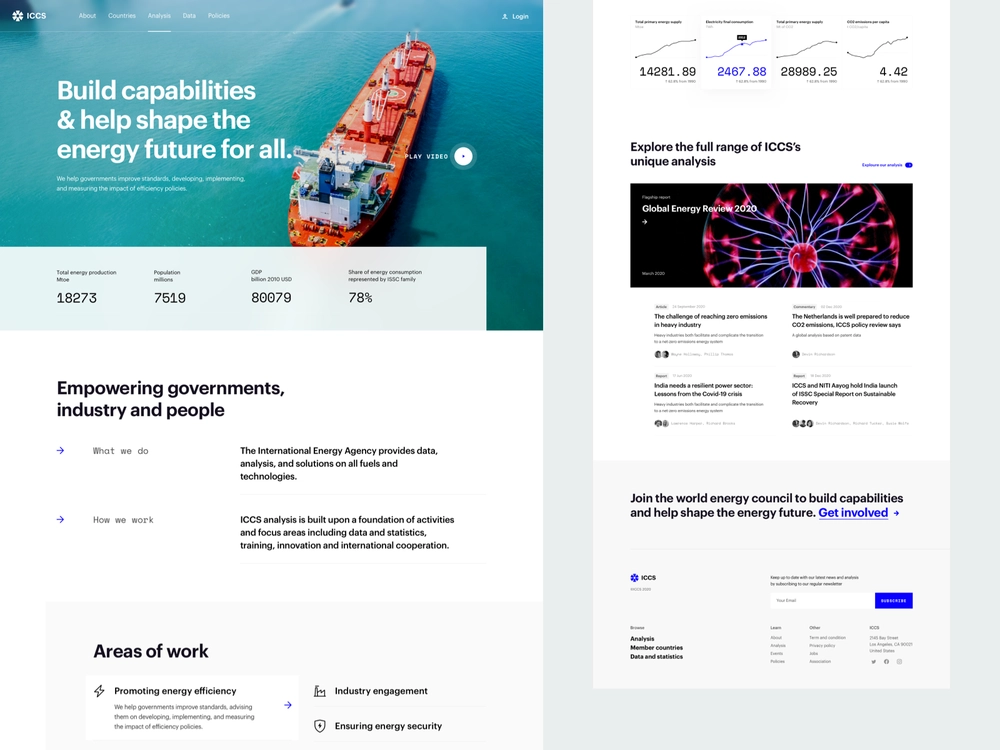 ICCS
About
Countries
Analysis
Data
Policies
Login
Build capabilities
& help shape the
energy future for all.
We help governments improve standards, developing, implementing,
and measuring the impact of efficiency policies.
PLAY VIDEO
Total energy production
Mtoe
18273
Population
millions
7519
GDP
billion 2010 USD
80079
Share of energy consumption
represented by ISSC family
78%
Empowering governments,
industry and people
What we do
The International Energy Agency provides data,
analysis, and solutions on all fuels and
technologies.
How we work
ICCS analysis is built upon a foundation of activities
and focus areas including data and statistics,
training, innovation and international cooperation.
Areas of work
Promoting energy efficiency
We help governments improve standards, advising
them on developing, implementing, and measuring
the impact of efficiency policies.
Industry engagement
Ensuring energy security
Total primary energy supply
14281.89
Electricity final consumption
2467.88
Total primary energy supply
28989.25
CO2 emissions per capita
4.42
Explore the full range of ICCS's
unique analysis
Exploure our analysis
Flagship report
Global Energy Review 2020
March 2020
Article
The challenge of reaching zero emissions
in heavy industry
Heavy industries both facilitate and complicate the transition
to a net zero emissions energy system
Commentary
The Netherlands is well prepared to reduce
CO2 emissions, ICCS policy review says
A global analysis based on patent data
Kevin Richardson
Report
India needs a resilient power sector:
Lessons from the Covid-19 crisis
Heavy industries both facilitate and complicate the transition
to a net zero emissions energy system
Report
ICCS and NITI Aayog hold India launch
of ISSC Special Report on Sustainable
Recovery
Join the world energy council to build capabilities
and help shape the energy future. Get involved
ICCS
Keep up to date with our latest news and analysis
by subscribing to our regular newsletter
Your Email
SUBSCRIBE
Browse
Analysis
Member countries
Data and statistics
Learn
About
Analysis
Events
Policies
Other
Term and condition
Privacy policy
Jobs
Association
ICCS
2145 Bay Street
Los Angeles, CA 90021
United States